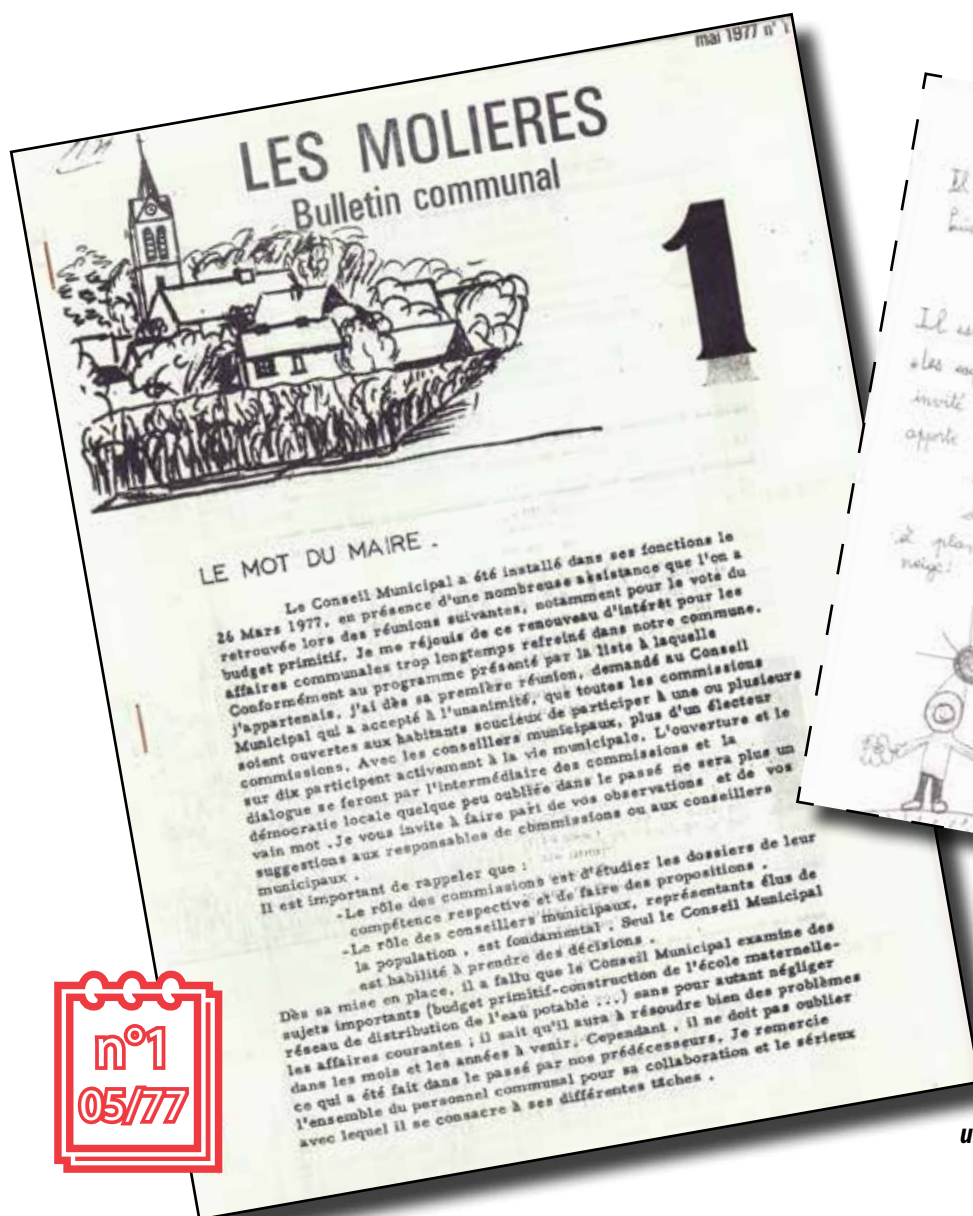 mai 1977 n° 1
LES MOLIERES
Bulletin communal
1
LE MOT DU MAIRE .
Le Conseil Municipal a été installé dans ses fonctions le
26 Mars 1977, en présence d'une nombreuse assistance que l'on a
retrouvée lors des réunions suivantes, notamment pour le vote du
budget primitif. Je me réjouis de ce renouveau d'intérêt pour les
affaires communales trop longtemps refreiné dans notre commune.
Conformément au programme présenté par la liste à laquelle
j'appartenais, j'ai dès sa première réunion, demandé au Conseil
Municipal qui a accepté à l'unanimité, que toutes les commissions
soient ouvertes aux habitants soucieux de participer à une ou plusieurs
commissions. Avec les conseillers municipaux, plus d'un électeur
sur dix participent activement à la vie municipale. L'ouverture et le
dialogue se feront par l'intermédiaire des commissions et la
démocratie locale quelque peu oubliée dans le passé ne sera plus un
vain mot .Je vous invite à faire part de vos observations et de vos
suggestions aux responsables de commissions ou aux conseillers
municipaux .
Il est important de rappeler que :
-Le rôle des commissions est d'étudier les dossiers de leur
compétence respective et de faire des propositions .
-Le rôle des conseillers municipaux, représentants élus de
la population , est fondamental . Seul le Conseil Municipal
est habilité à prendre des décisions .
Dès sa mise en place, il a fallu que le Conseil Municipal examine des
sujets importants (budget primitif-construction de l'école maternelle-
réseau de distribution de l'eau potable ...) sans pour autant négliger
les affaires courantes ; il sait qu'il aura à résoudre bien des problèmes
dans les mois et les années à venir. Cependant , il ne doit pas oublier
ce qui a été fait dans le passé par nos prédécesseurs. Je remercie
l'ensemble du personnel communal pour sa collaboration et le sérieux
avec lequel il se consacre à ses différentes tâches .
n°1
05/77
Il
Il
les
invité
apporte
neige!
u